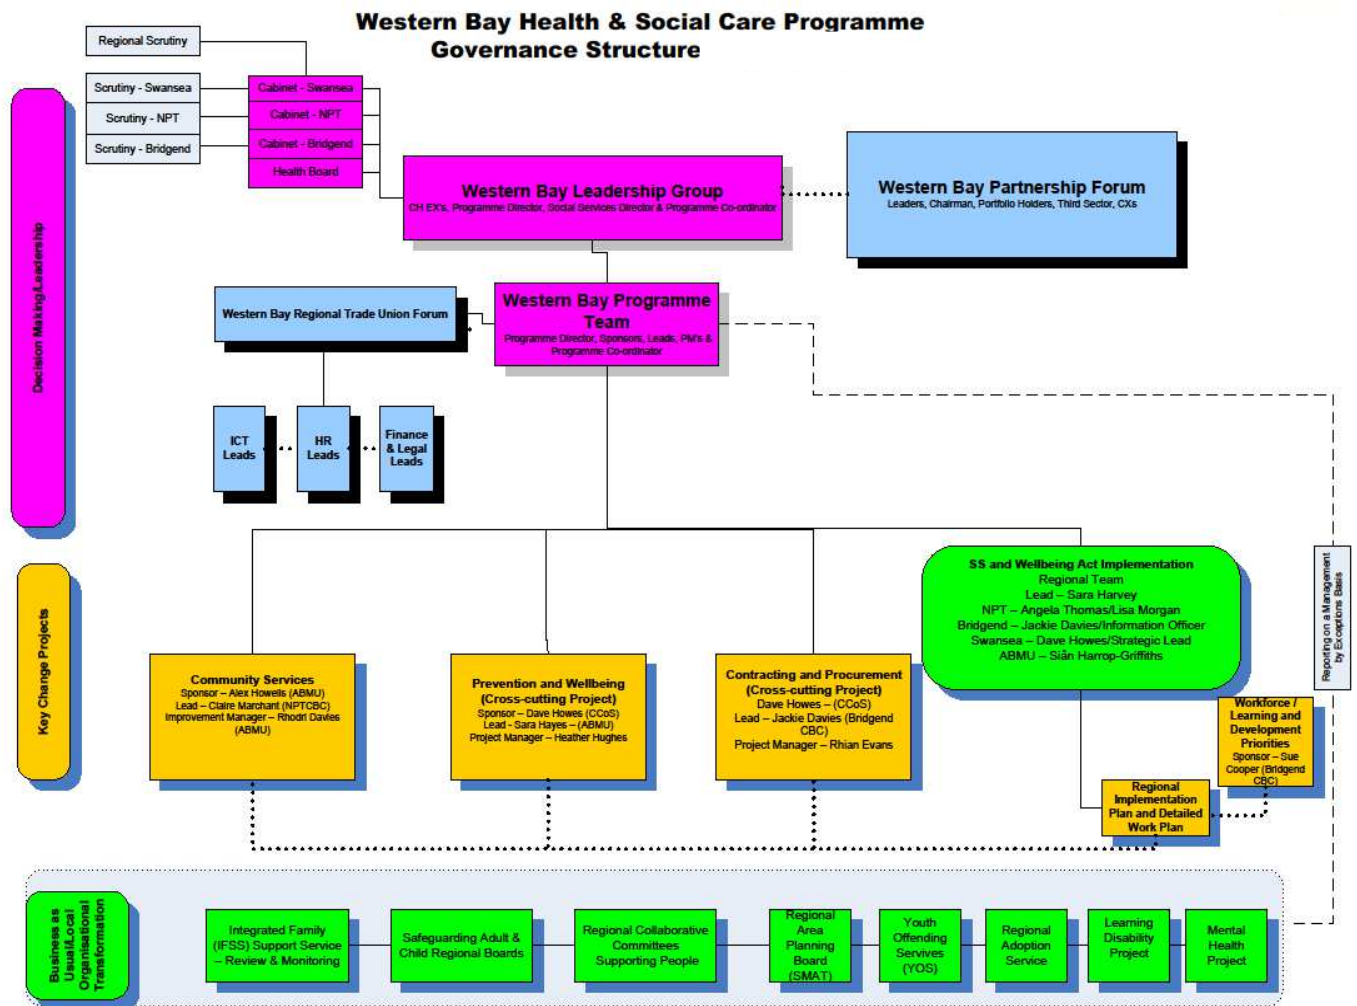 Western Bay Health & Social Care Programme
Governance Structure
Regional Scrutiny
Scrutiny - Swansea
Scrutiny - NPT
Scrutiny - Bridgend
Cabinet - Swansea
Cabinet - NPT
Cabinet - Bridgend
Health Board
Western Bay Leadership Group
CH EX's, Programme Director, Social Services Director & Programme Co-ordinator
Western Bay Partnership Forum
Leaders, Chairman, Portfolio Holders, Third Sector, CXs
Decision Making/Leadership
Western Bay Regional Trade Union Forum
Western Bay Programme
Team
Programme Director, Sponsors, Leads, PM's &
Programme Co-ordinator
ICT
Leads
HR
Leads
Finance
& Legal
Leads
SS and Wellbeing Act Implementation
Regional Team
Lead – Sara Harvey
NPT – Angela Thomas/Lisa Morgan
Bridgend – Jackie Davies/Information Officer
Swansea – Dave Howes/Strategic Lead
ABMU – Siân Harrop-Griffiths
Reporting on a Management
by Exceptions Basis
Key Change Projects
Community Services
Sponsor – Alex Howells (ABMU)
Lead – Claire Marchant (NPTCBC)
Improvement Manager – Rhodri Davies
(ABMU)
Prevention and Wellbeing
(Cross-cutting Project)
Sponsor – Dave Howes (CCoS)
Lead - Sara Hayes – (ABMU)
Project Manager – Heather Hughes
Contracting and Procurement
(Cross-cutting Project)
Dave Howes – (CCoS)
Lead – Jackie Davies (Bridgend
CBC)
Project Manager – Rhian Evans
Workforce /
Learning and
Development
Priorities
Sponsor – Sue
Cooper (Bridgend
CBC)
Regional
Implementation
Plan and Detailed
Work Plan
Business as
Usual/Local
Organisational
Transformation
Integrated Family
(IFSS) Support Service
– Review & Monitoring
Safeguarding Adult &
Child Regional Boards
Regional Collaborative
Committees
Supporting People
Regional
Area
Planning
Board
(SMAT)
Youth
Offending
Servives
(YOS)
Regional
Adoption
Service
Learning
Disability
Project
Mental
Health
Project